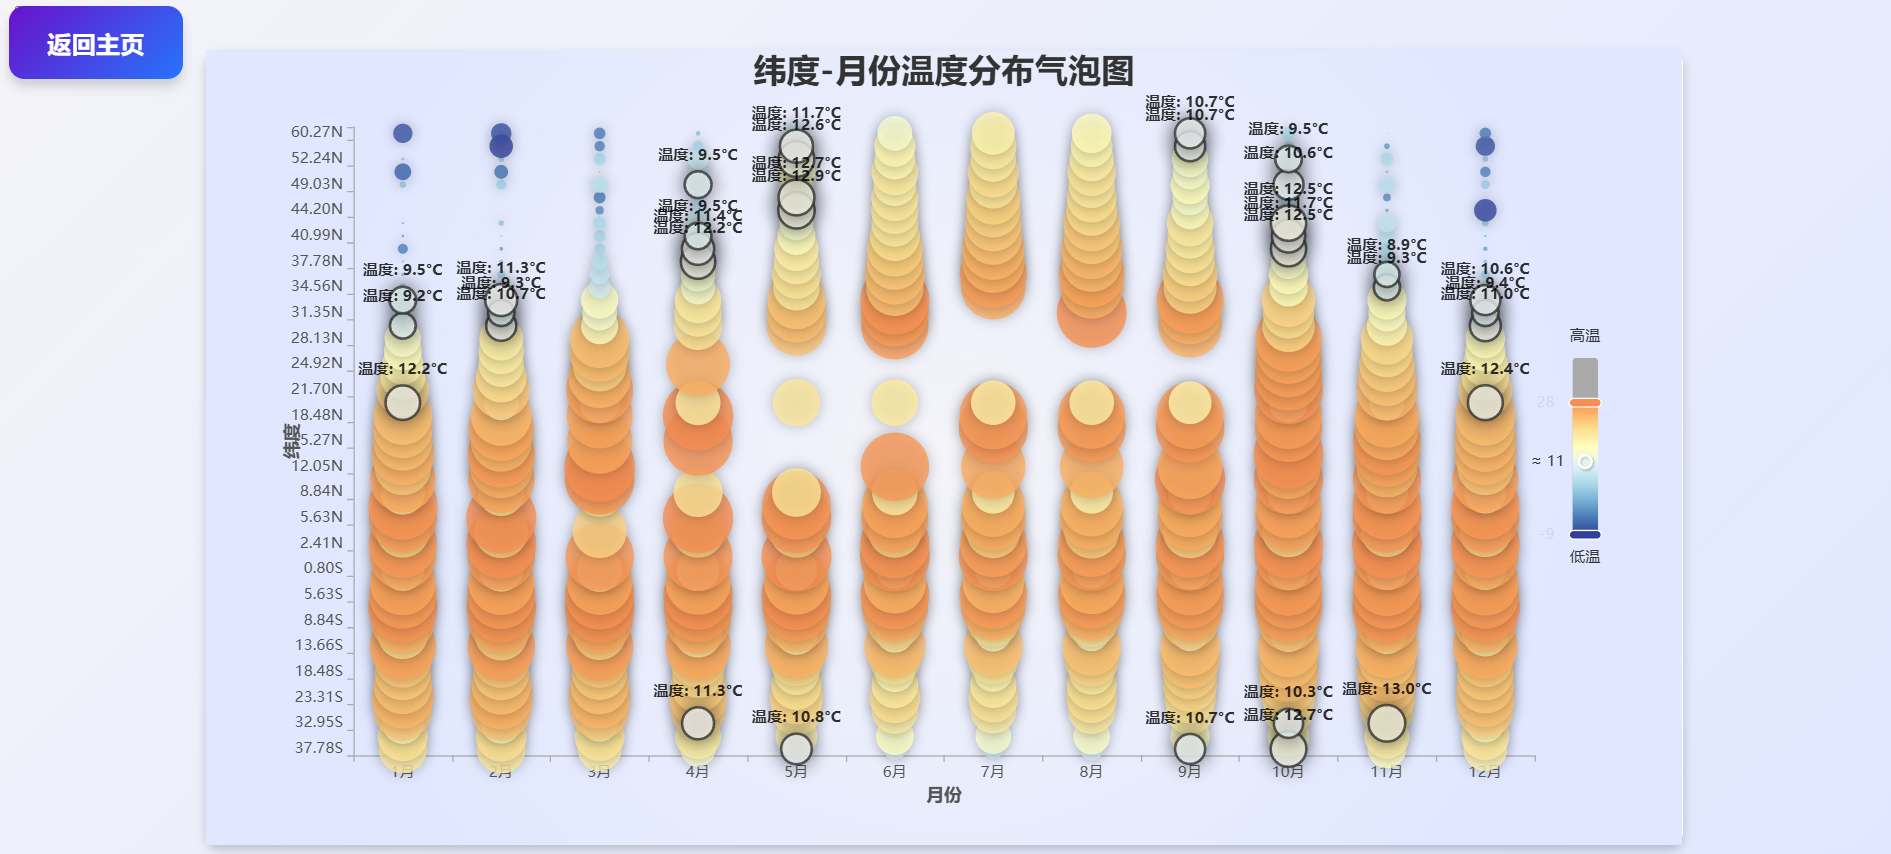 返回主页
纬度-月份温度分布气泡图
纬度
60.27N
52.24N
49.03N
44.20N
40.99N
37.78N
34.56N
31.35N
28.13N
24.92N
21.70N
18.48N
5.27N
12.05N
8.84N
5.63N
2.41N
0.80S
5.63S
8.84S
13.66S
18.48S
23.31S
32.95S
37.78S
温度: 9.5°C
温度: 9.2°C
温度: 12.2°C
温度: 11.3°C
温度: 9.3°C
温度: 10.7°C
温度: 9.5°C
温度: 9.5°C
温度: 11.4°C
温度: 12.2°C
温度: 11.3°C
温度: 11.7°C
温度: 12.6°C
温度: 12.7°C
温度: 12.9°C
温度: 10.8°C
温度: 10.7°C
温度: 10.7°C
温度: 10.7°C
温度: 9.5°C
温度: 10.6°C
温度: 12.5°C
温度: 11.7°C
温度: 12.5°C
温度: 10.3°C
温度: 12.7°C
温度: 8.9°C
温度: 9.3°C
温度: 13.0°C
温度: 10.6°C
温度: 9.4°C
温度: 11.0°C
温度: 12.4°C
1月
2月
3月
4月
5月
6月
7月
8月
9月
10月
11月
12月
月份
高温
28
≈ 11
-9
低温